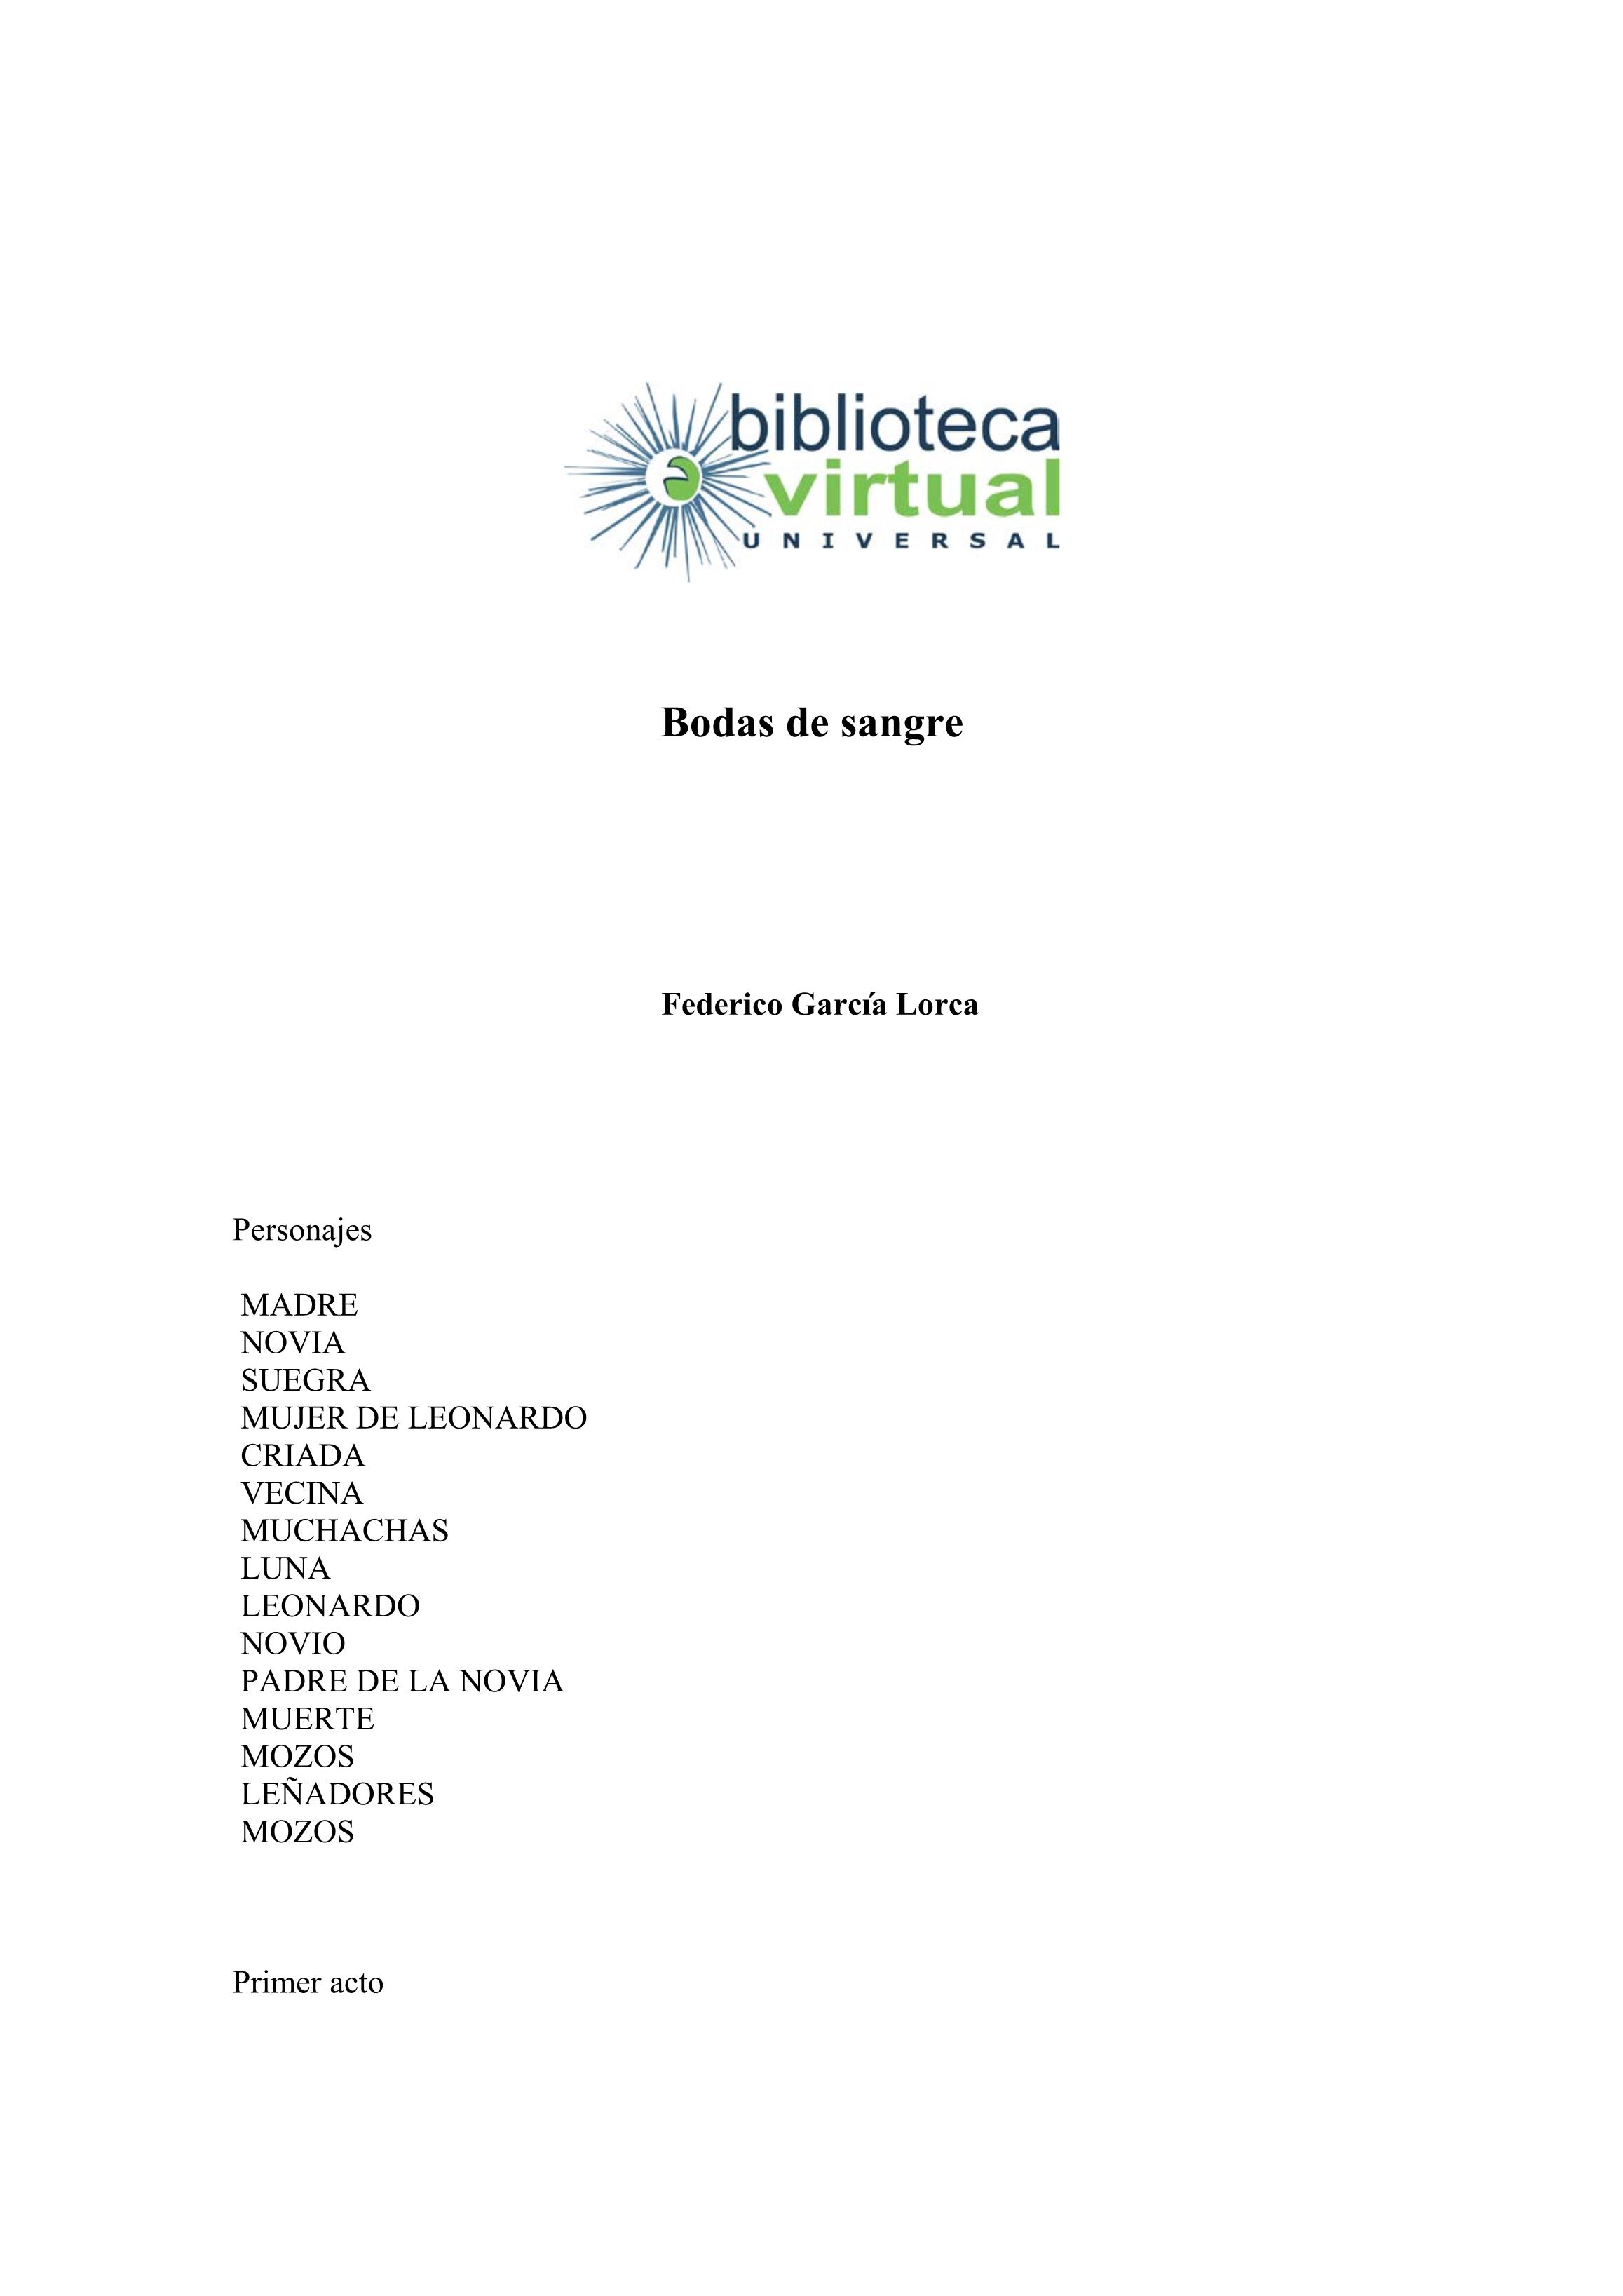 biblioteca
virtual
UNIVERSAL
Bodas de sangre
Federico García Lorca
Personajes
MADRE
NOVIA
SUEGRA
MUJER DE LEONARDO
CRIADA
VECINA
MUCHACHAS
LUNA
LEONARDO
NOVIO
PADRE DE LA NOVIA
MUERTE
MOZOS
LEÑADORES
MOZOS
Primer acto